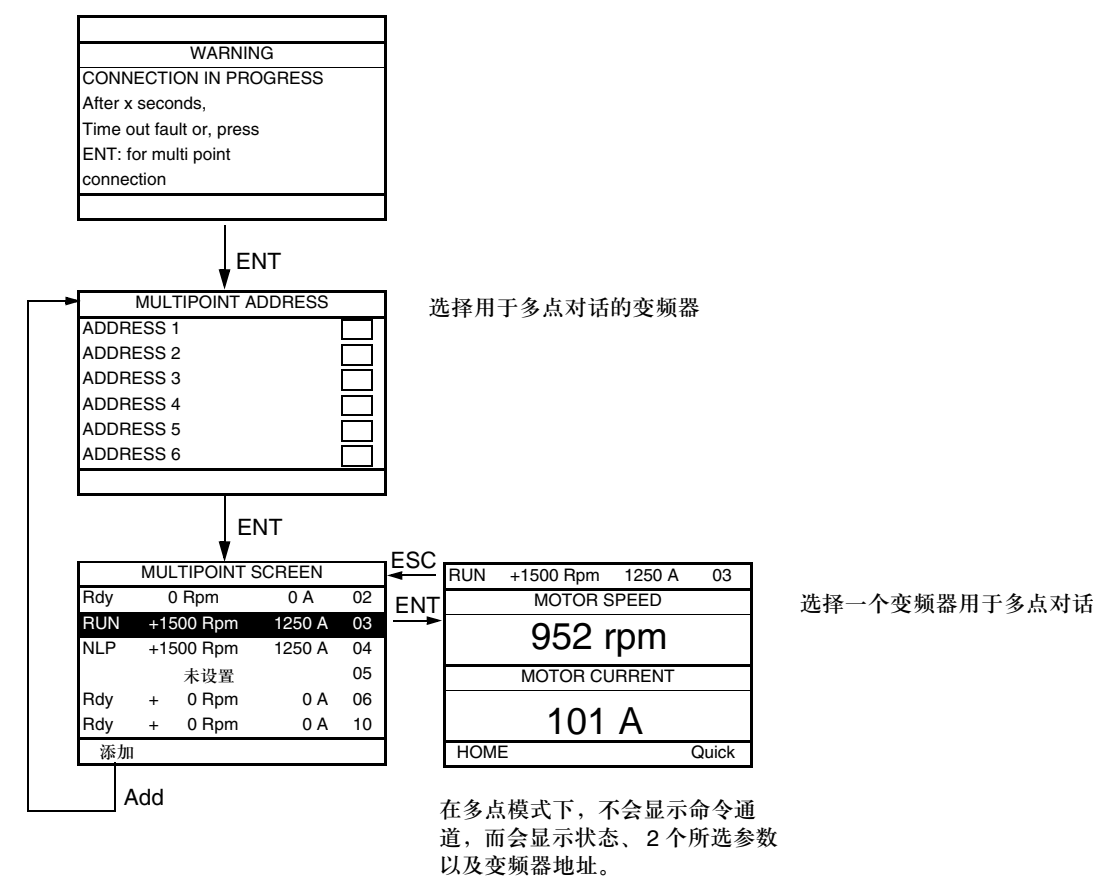 WARNING
CONNECTION IN PROGRESS
After x seconds,
Time out fault or, press
ENT: for multi point
connection
ENT
MULTIPOINT ADDRESS
选择用于多点对话的变频器
ADDRESS 1
ADDRESS 2
ADDRESS 3
ADDRESS 4
ADDRESS 5
ADDRESS 6
ENT
MULTIPOINT SCREEN
Rdy 0 Rpm 0 A 02
RUN +1500 Rpm 1250 A 03
NLP +1500 Rpm 1250 A 04
未设置 05
Rdy + 0 Rpm 0 A 06
Rdy + 0 Rpm 0 A 10
添加
Add
ESC
ENT
RUN +1500 Rpm 1250 A 03
MOTOR SPEED
952 rpm
MOTOR CURRENT
101 A
HOME Quick
选择一个变频器用于多点对话
在多点模式下，不会显示命令通
道，而会显示状态、2 个所选参数
以及变频器地址。